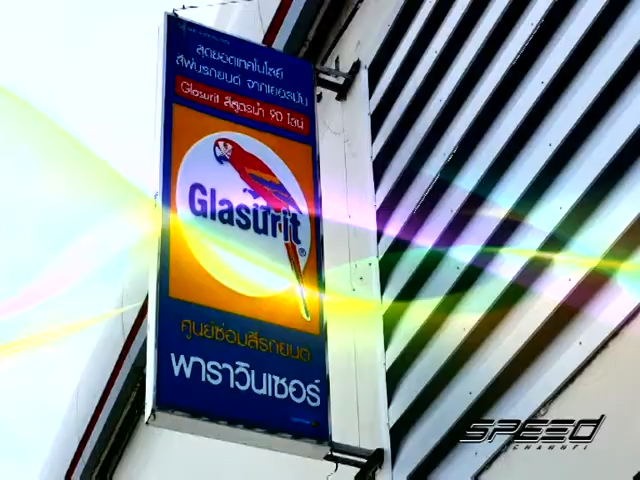 สุดยอดเทคโนโลยี
สีพ่นรถยนต์ จากเยอรมัน
Glasurit สีสูตรน้ำ 90 ไลน์
Glasurit®
ศูนย์ซ่อมสีรถยนต์
พาราวินเซอร์
SPEED
CHANNEL